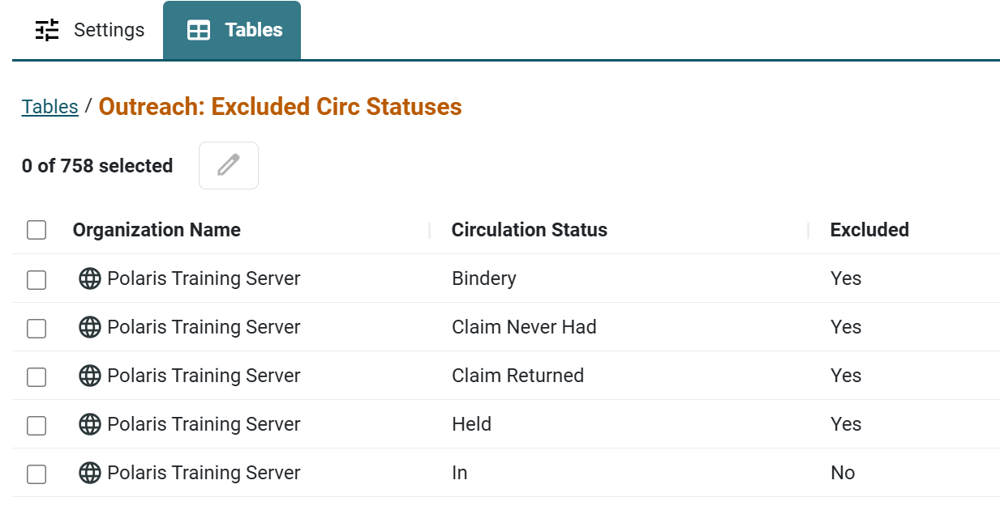 Settings Tables
Tables / Outreach: Excluded Circ Statuses
0 of 758 selected
Organization Name Circulation Status Excluded
Polaris Training Server Bindery Yes
Polaris Training Server Claim Never Had Yes
Polaris Training Server Claim Returned Yes
Polaris Training Server Held Yes
Polaris Training Server In No